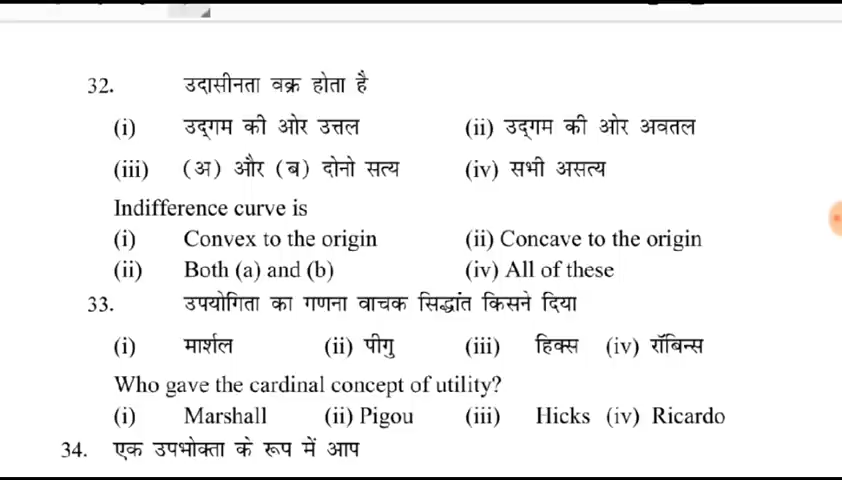 32. उदासीनता वक्र होता है
(i) उद्गम की ओर उत्तल (ii) उद्गम की ओर अवतल
(iii) (अ) और (ब) दोनो सत्य (iv) सभी असत्य
Indifference curve is
(i) Convex to the origin (ii) Concave to the origin
(ii) Both (a) and (b) (iv) All of these
33. उपयोगिता का गणना वाचक सिद्धांत किसने दिया
(i) मार्शल (ii) पीगु (iii) हिक्स (iv) रॉबिन्स
Who gave the cardinal concept of utility?
(i) Marshall (ii) Pigou (iii) Hicks (iv) Ricardo
34. एक उपभोक्ता के रूप में आप